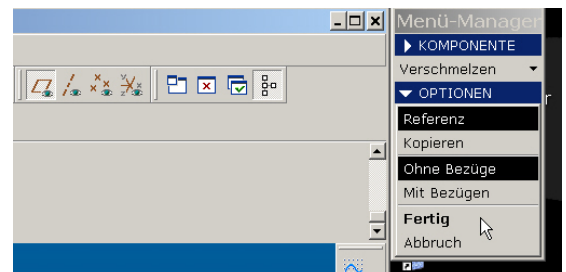 Menü-Manager
KOMPONENTE
Verschmelzen
OPTIONEN
Referenz
Kopieren
Ohne Bezüge
Mit Bezügen
Fertig
Abbruch
r